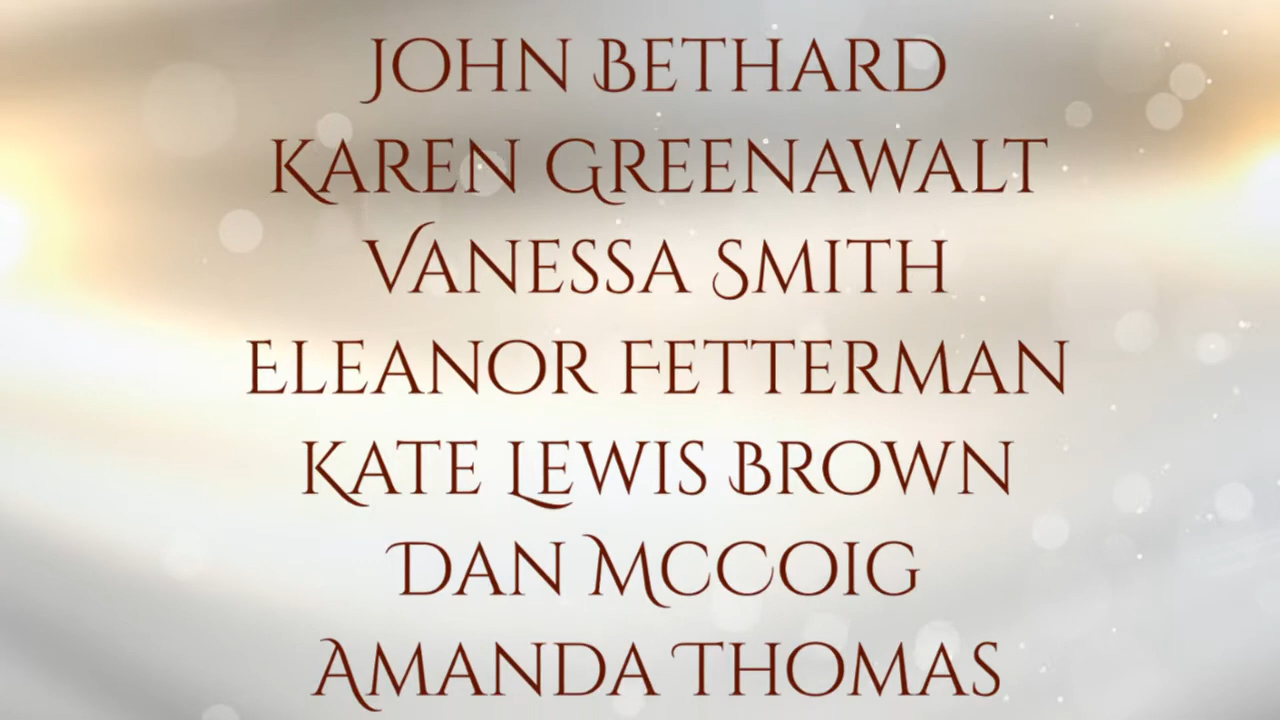 John Bethard
Karen Greenawalt
Vanessa Smith
Eleanor Fetterman
Kate Lewis Brown
Dan McCoig
Amanda Thomas